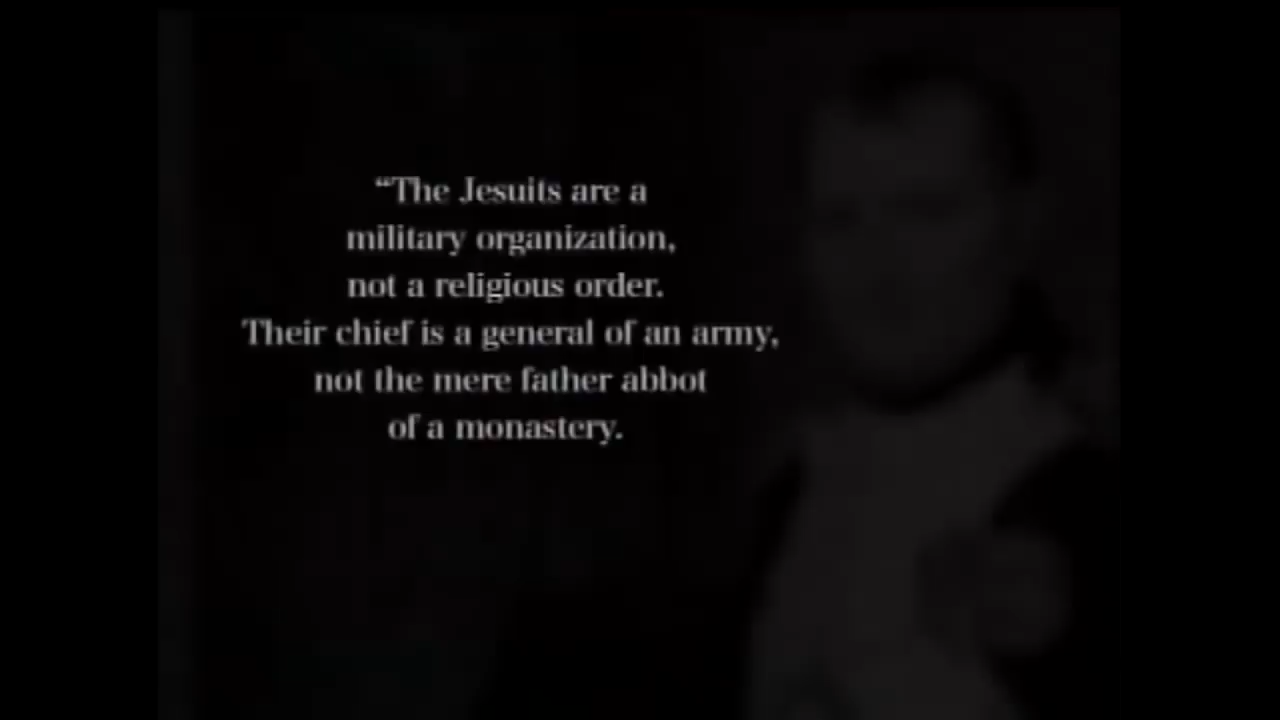 “The Jesuits are a
military organization,
not a religious order.
Their chief is a general of an army,
not the mere father abbot
of a monastery.